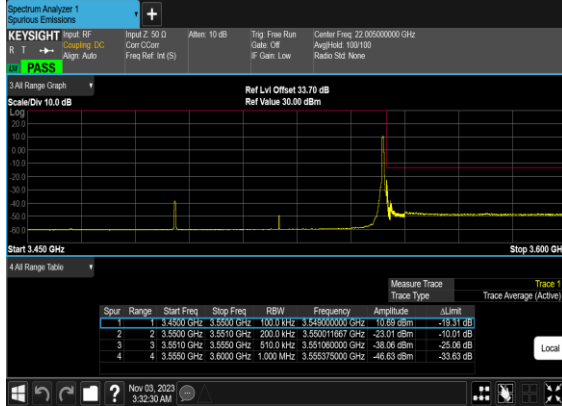 Spectrum Analyzer 1
Spurious Emissions
+
KEYSIGHT Input: RF
R T Coupling: DC
Align: Auto
LXI PASS
Input Z: 50 Ω
Corr CCorr
Freq Ref: Int (S)
Atten: 10 dB
Trig: Free Run
Gate: Off
IF Gain: Low
Center Freq: 22.005000000 GHz
Avg|Hold: 100/100
Radio Std: None
3 All Range Graph
Ref Lvl Offset 33.70 dB
Scale/Div 10.0 dB
Ref Value 30.00 dBm
Log
20.0
10.0
0.00
-10.0
-20.0
-30.0
-40.0
-50.0
-60.0
Start 3.450 GHz
Stop 3.600 GH
4 All Range Table
Measure Trace Trace 1
Trace Type Trace Average (Active)
Spur Range Start Freq Stop Freq RBW Frequency Amplitude ΔLimit
1 1 3.4500 GHz 3.5500 GHz 100.0 kHz 3.549000000 GHz 10.69 dBm -19.31 dB
2 2 3.5500 GHz 3.5510 GHz 200.0 kHz 3.550011667 GHz -23.01 dBm -10.01 dB
3 3 3.5510 GHz 3.5550 GHz 510.0 kHz 3.551060000 GHz -38.06 dBm -25.06 dB
4 4 3.5550 GHz 3.6000 GHz 1.000 MHz 3.555375000 GHz -46.63 dBm -33.63 dB
Local
?
Nov 03, 2023
3:32:30 AM